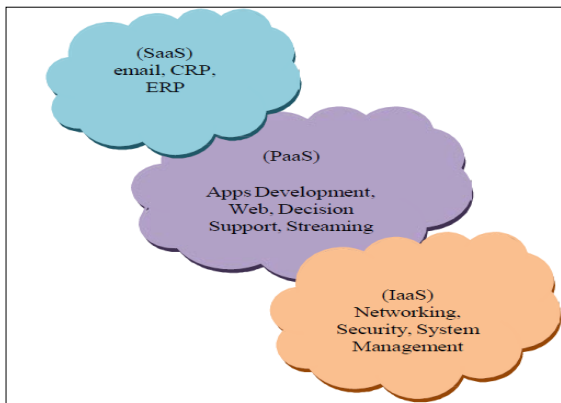 (SaaS)
email, CRP,
ERP
(PaaS)
Apps Development,
Web, Decision
Support, Streaming
(IaaS)
Networking,
Security, System
Management